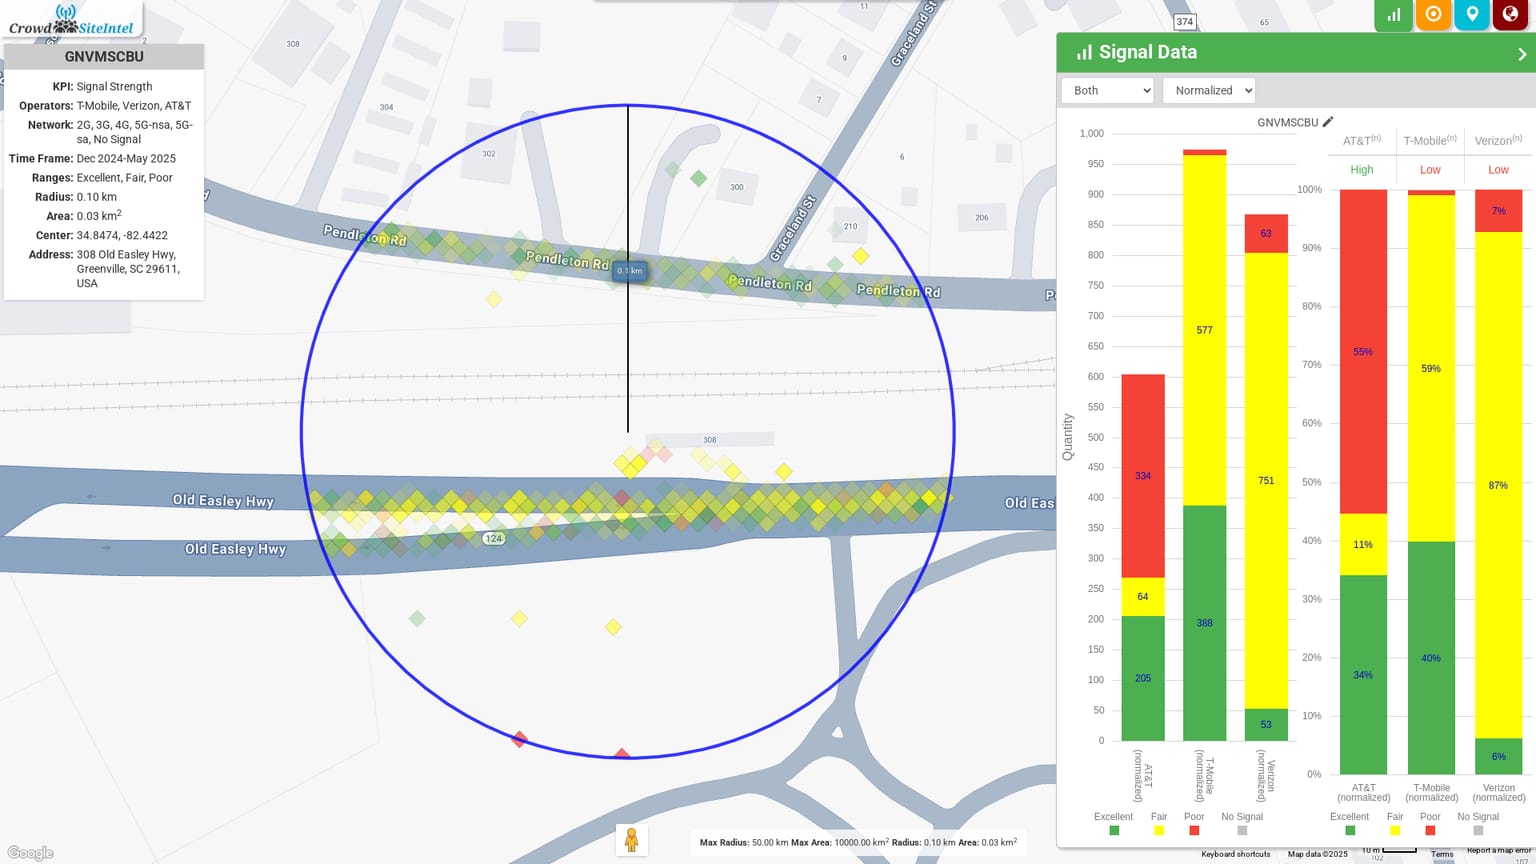 CrowdSiteIntel
GNVMSCBU
KPI: Signal Strength
Operators: T-Mobile, Verizon, AT&T
Network: 2G, 3G, 4G, 5G-nsa, 5G-
sa, No Signal
Time Frame: Dec 2024-May 2025
Ranges: Excellent, Fair, Poor
Radius: 0.10 km
Area: 0.03 km²
Center: 34.8474, -82.4422
Address: 308 Old Easley Hwy,
Greenville, SC 29611,
USA
2
308
304
302
11
9
7
6
300
210
206
65
374
Graceland St
Graceland St
Pendleton Rd
Pendleton Rd
Pendleton Rd
Pendleton Rd
0.1 km
308
Old Easley Hwy
Old Easley Hwy
Old Eas
124
Google
Max Radius: 50.00 km Max Area: 10000.00 km² Radius: 0.10 km Area: 0.03 km²
Signal Data
Both
Normalized
GNVMSCBU
Quantity
1,000
950
900
850
800
750
700
650
600
550
500
450
400
350
300
250
200
150
100
50
0
334
64
205
577
388
63
751
53
AT&T
(normalized)
T-Mobile
(normalized)
Verizon
(normalized)
Excellent
Fair
Poor
No Signal
AT&T(n)
T-Mobile(n)
Verizon(n)
High
Low
Low
100%
90%
80%
70%
60%
50%
40%
30%
20%
10%
0%
55%
11%
34%
59%
40%
7%
87%
6%
AT&T
(normalized)
T-Mobile
(normalized)
Verizon
(normalized)
Excellent
Fair
Poor
No Signal
Keyboard shortcuts
Map data ©2025
10 m
Terms
Report a map error
102
107